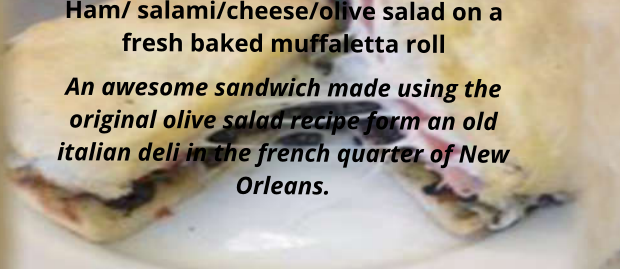 Ham/ salami/cheese/olive salad on a
fresh baked muffaletta roll
An awesome sandwich made using the
original olive salad recipe form an old
italian deli in the french quarter of New
Orleans.